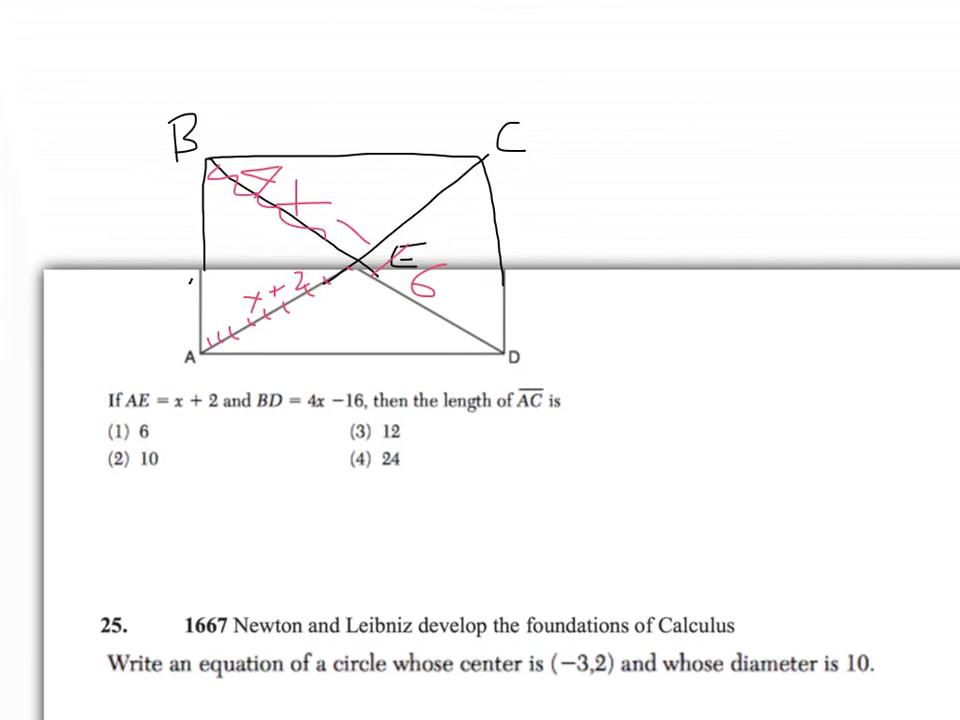 B
C
4x - 16
E
x + 2
A
D
If AE = x + 2 and BD = 4x −16, then the length of AC is
(1) 6
(3) 12
(2) 10
(4) 24
25. 1667 Newton and Leibniz develop the foundations of Calculus
Write an equation of a circle whose center is (−3,2) and whose diameter is 10.